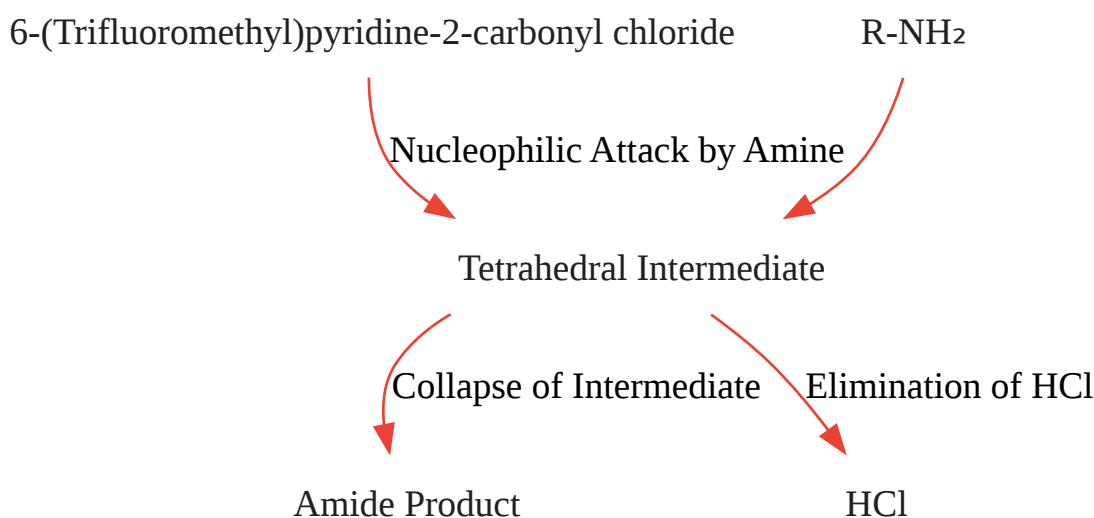 6-(Trifluoromethyl)pyridine-2-carbonyl chloride
R-NH₂
Nucleophilic Attack by Amine
Tetrahedral Intermediate
Collapse of Intermediate
Elimination of HCl
Amide Product
HCl